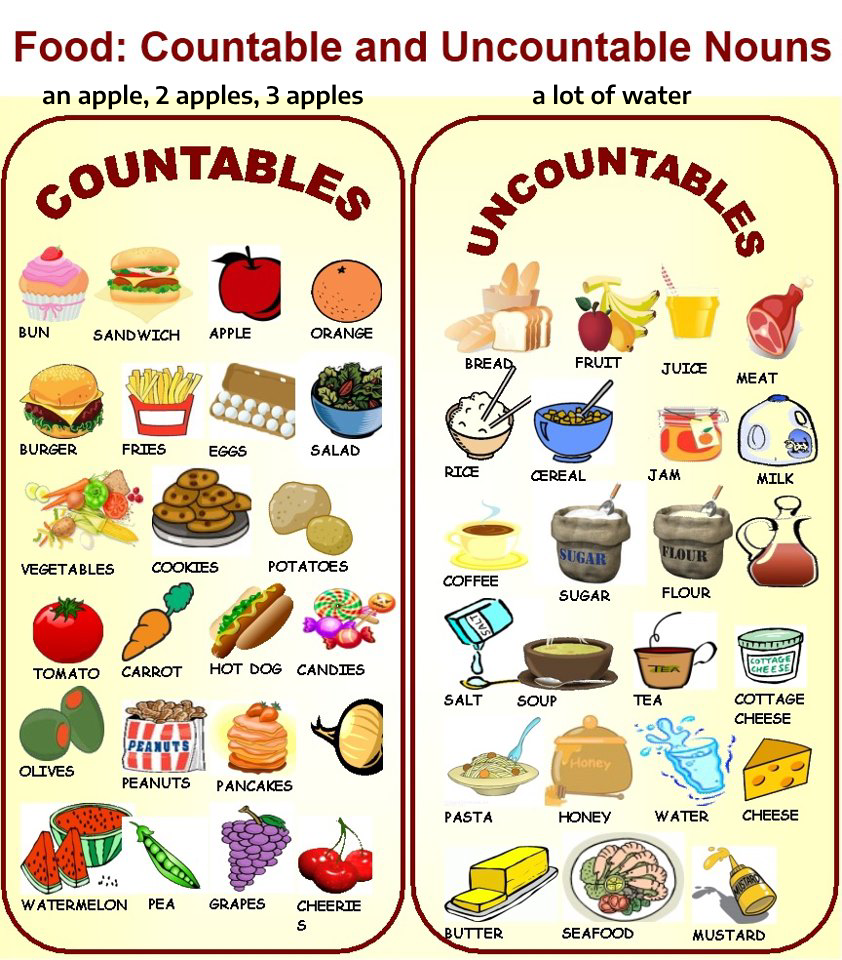 Food: Countable and Uncountable Nouns
an apple, 2 apples, 3 apples
a lot of water
COUNTABLES
BUN
SANDWICH
APPLE
ORANGE
BURGER
FRIES
EGGS
SALAD
VEGETABLES
COOKIES
POTATOES
TOMATO
CARROT
HOT DOG
CANDIES
OLIVES
PEANUTS
PEANUTS
PANCAKES
WATERMELON
PEA
GRAPES
CHEERIE
S
UNCOUNTABLES
BREAD
FRUIT
JUICE
MEAT
RICE
CEREAL
JAM
MILK
COFFEE
SUGAR
SUGAR
FLOUR
FLOUR
SALT
SALT
SOUP
TEA
TEA
COTTAGE
CHEESE
COTTAGE
CHEESE
PASTA
Honey
HONEY
WATER
CHEESE
BUTTER
SEAFOOD
MUSTARD
MUSTARD